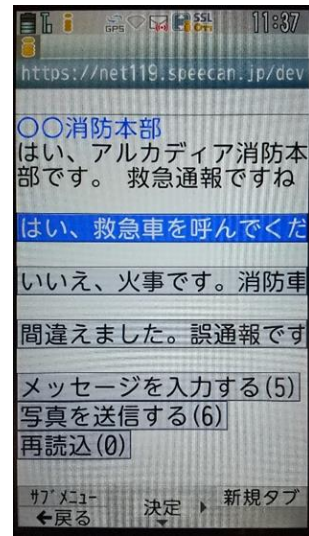 GPS SSL 11:37
https://net119.speecan.jp/dev
〇〇消防本部
はい、アルカディア消防本
部です。 救急通報ですね
はい、救急車を呼んでくだ
いいえ、火事です。消防車
間違えました。誤通報です
メッセージを入力する(5)
写真を送信する(6)
再読込(0)
ｻﾌﾞﾒﾆｭｰ 決定 新規タブ
←戻る